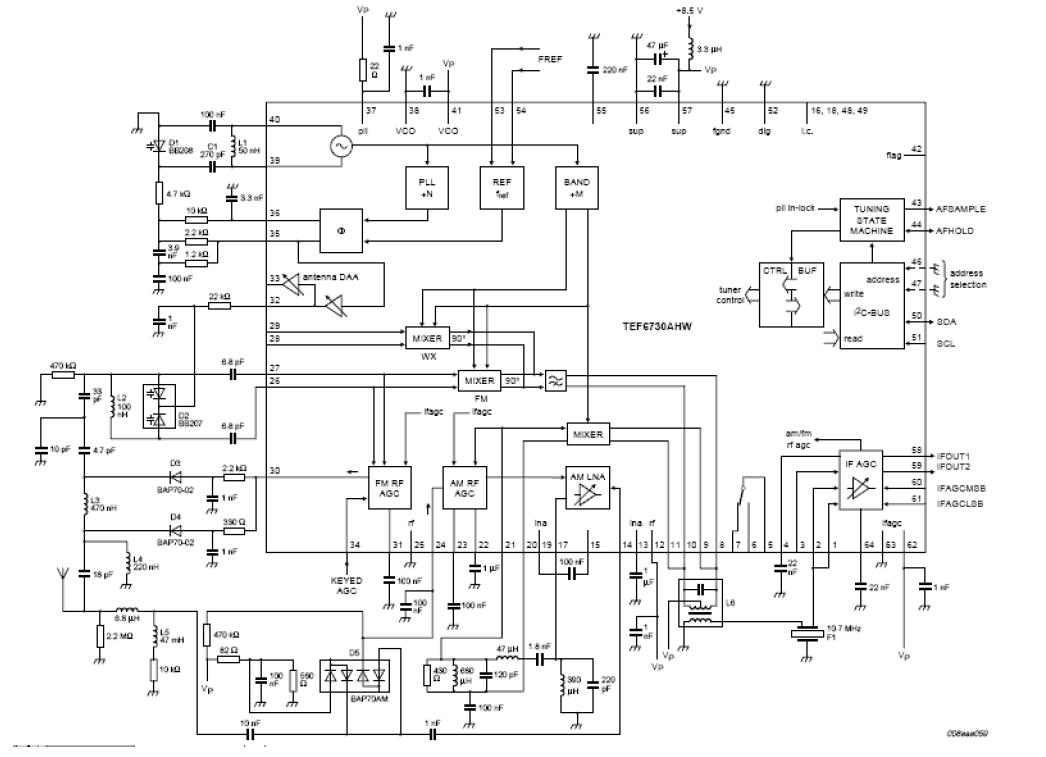 Vp
+8.5 V
1 nF
22
Ω
1 nF
Vp
FREF
220 nF
47 µF
+
3.3 µH
22 nF
Vp
100 nF
40
37
38
41
53
54
55
56
57
45
52
16, 18, 48, 49
pll
VCO
VCO
sup
sup
fgnd
dig
i.c.
D1
BB208
C1
270 pF
L1
50 nH
39
42
flag
4.7 kΩ
3.3 nF
PLL
÷N
REF
fref
BAND
÷M
10 kΩ
36
2.2 kΩ
35
Φ
3.9
nF
1.2 kΩ
100 nF
pll in-lock
TUNING
STATE
MACHINE
43
AFSAMPLE
44
AFHOLD
33
antenna DAA
22 kΩ
32
1
nF
CTRL
BUF
tuner
control
write
address
I²C-BUS
read
46
47
address
selection
50
SDA
51
SCL
TEF6730AHW
29
28
MIXER
90°
WX
470 kΩ
6.8 pF
27
26
MIXER
90°
FM
33
pF
L2
100
nH
D2
BB207
6.8 pF
ifagc
ifagc
MIXER
10 pF
4.7 pF
am/fm
rf agc
D3
BAP70-02
2.2 kΩ
30
1 nF
FM RF
AGC
AM RF
AGC
AM LNA
IF AGC
58
IFOUT1
59
IFOUT2
60
IFAGCMSB
61
IFAGCLSB
L3
470 nH
D4
BAP70-02
330 Ω
1 nF
rf
lna
lna
rf
ifagc
34
31
25
24
23
22
21
20
19
17
15
14
13
12
11
10
9
8
7
6
5
4
3
2
1
64
63
62
L4
220 nH
18 pF
KEYED
AGC
100 nF
100
nF
1 µF
100 nF
100 nF
1
µF
1
nF
Vp
Vp
L6
22
nF
22 nF
1 nF
10.7 MHz
F1
Vp
6.8 µH
2.2 MΩ
L5
47 mH
10 kΩ
470 kΩ
82 Ω
Vp
100
nF
560
Ω
D5
BAP70AM
430
Ω
680
µH
120 pF
47 µH
1.8 nF
390
µH
220
pF
100 nF
10 nF
1 nF
008aaa059